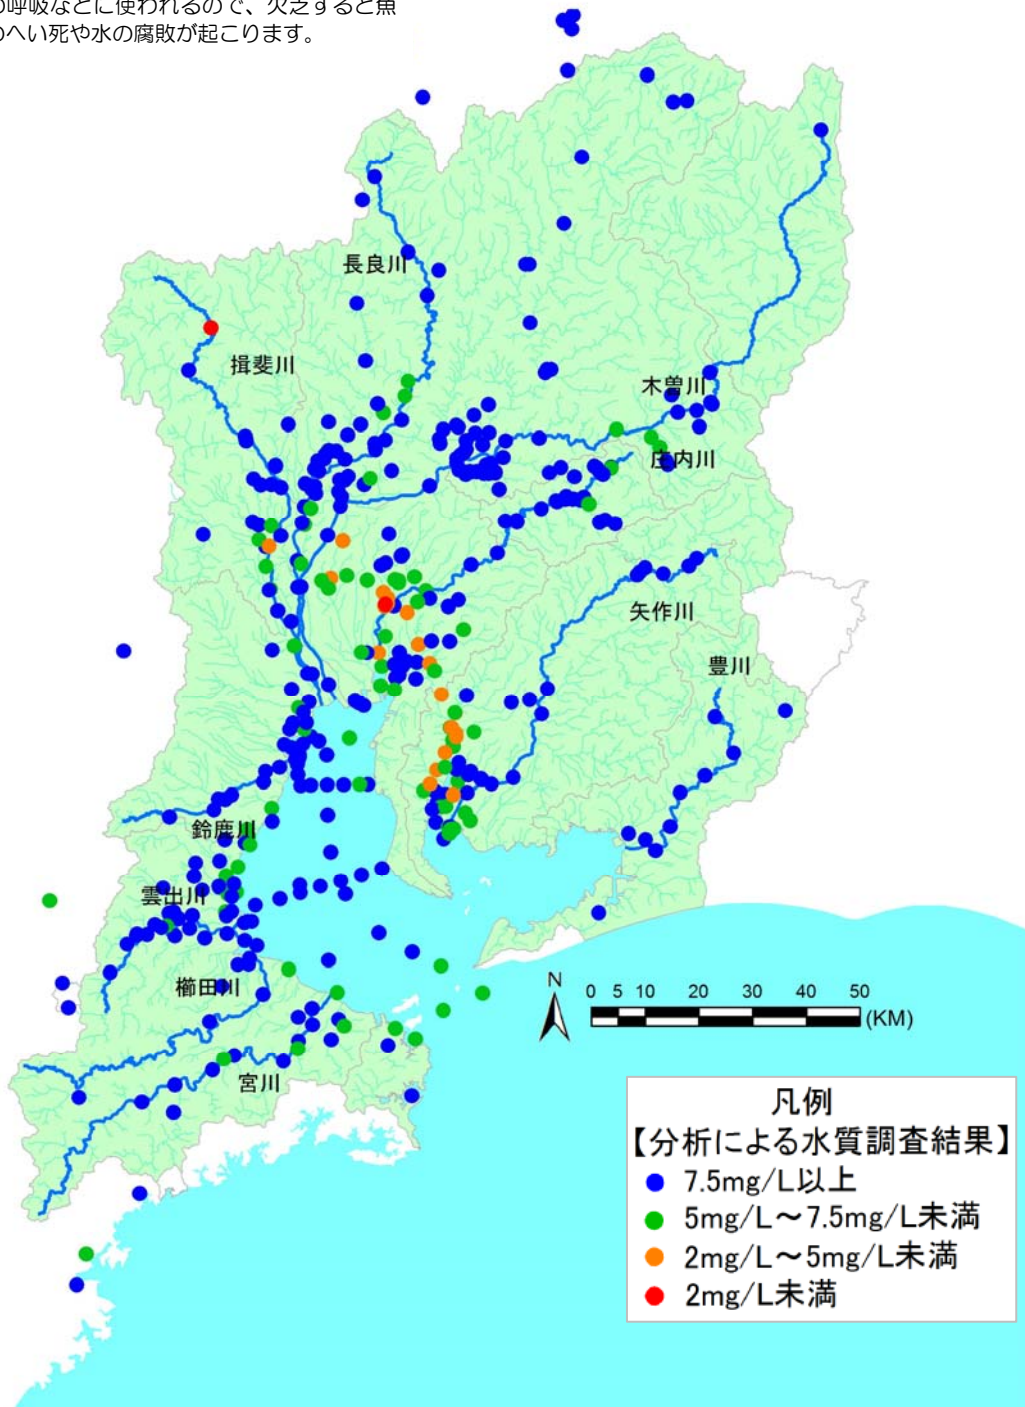 の呼吸などに使われるので、欠乏すると魚
のへい死や水の腐敗が起こります。
長良川
揖斐川
木曽川
庄内川
矢作川
豊川
鈴鹿川
雲出川
櫛田川
宮川
N
0 5 10 20 30 40 50
(KM)
凡例
【分析による水質調査結果】
7.5mg/L以上
5mg/L～7.5mg/L未満
2mg/L～5mg/L未満
2mg/L未満